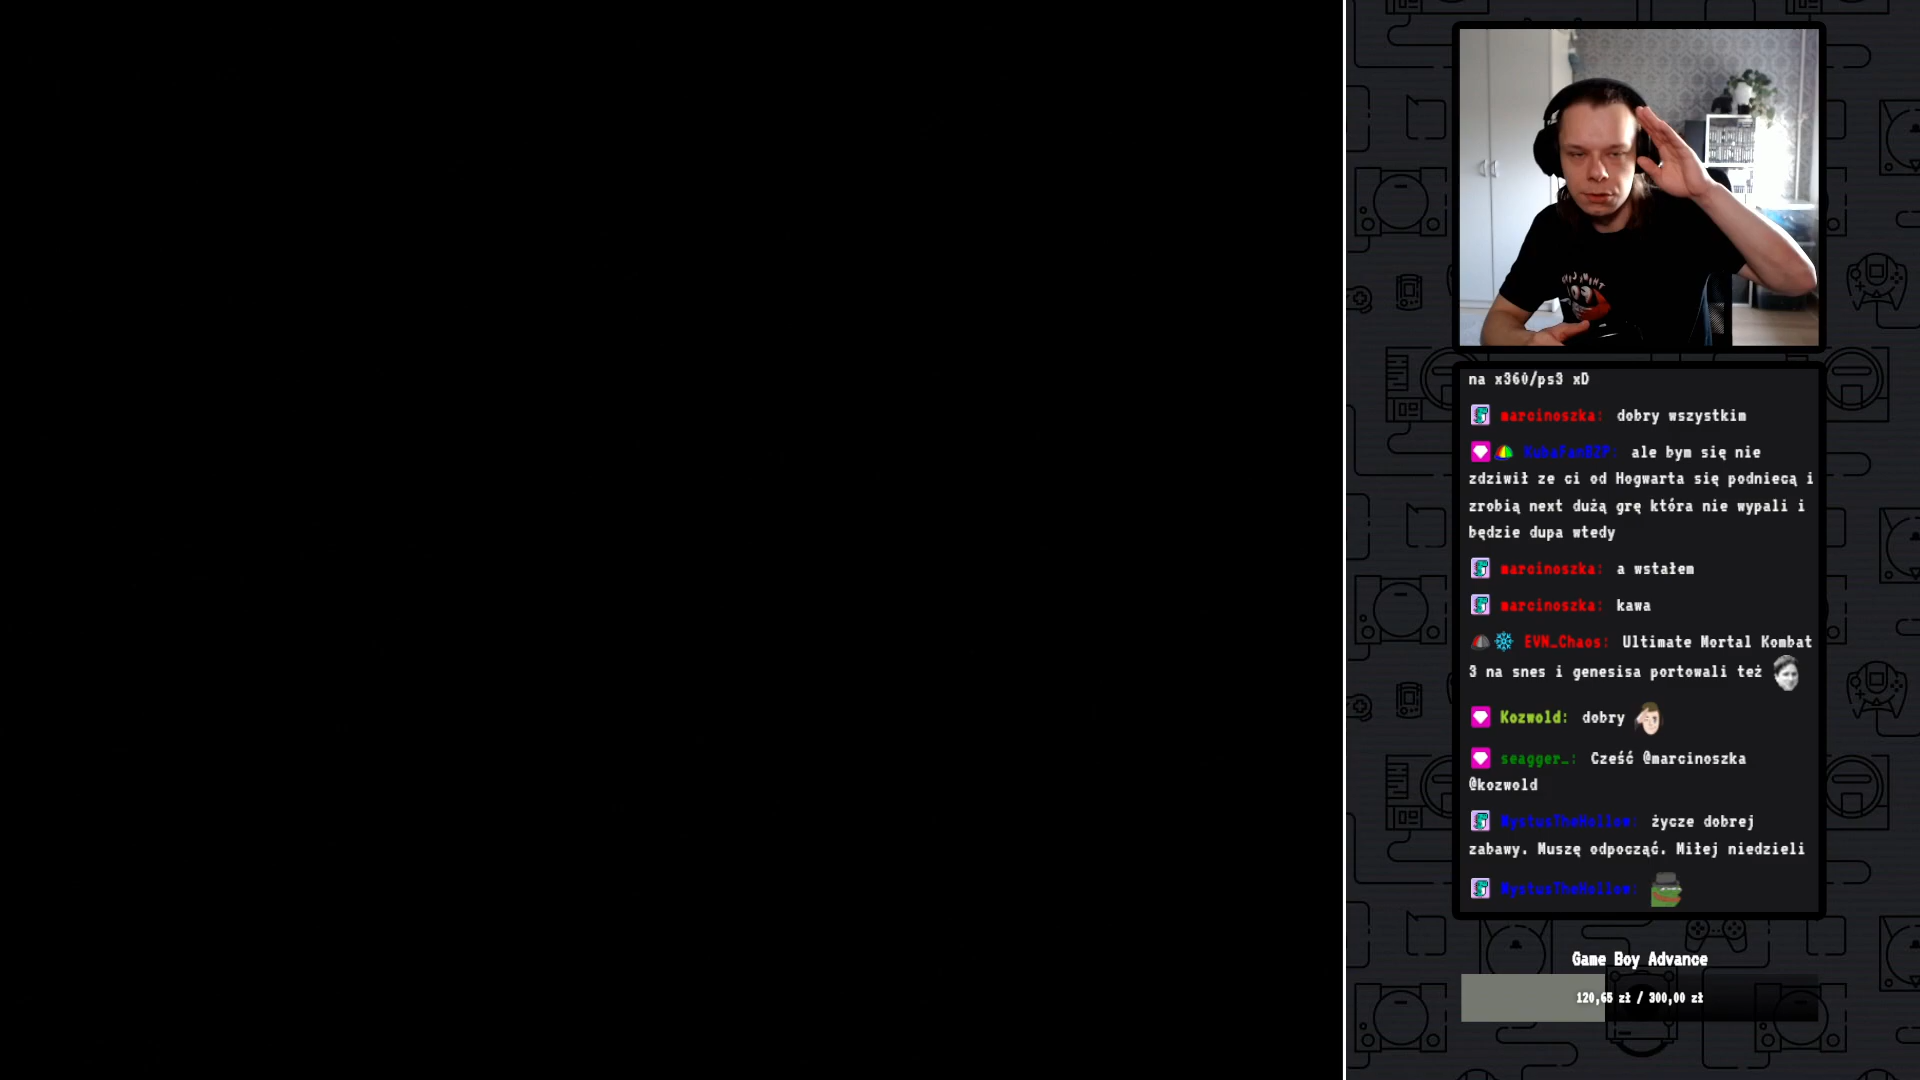 na x360/ps3 xD
marcinoszka: dobry wszystkim
KubaFanBZP: ale bym się nie
zdziwił ze ci od Hogwarta się podniecą i
zrobią next dużą grę która nie wypali i
będzie dupa wtedy
marcinoszka: a wstałem
marcinoszka: kawa
EVN_Chaos: Ultimate Mortal Kombat
3 na snes i genesisa portowali też
Kozwold: dobry
seagger_: Cześć @marcinoszka
@kozwold
MystusTheHollow: życze dobrej
zabawy. Muszę odpocząć. Miłej niedzieli
MystusTheHollow:
Game Boy Advance
120,65 zł / 300,00 zł